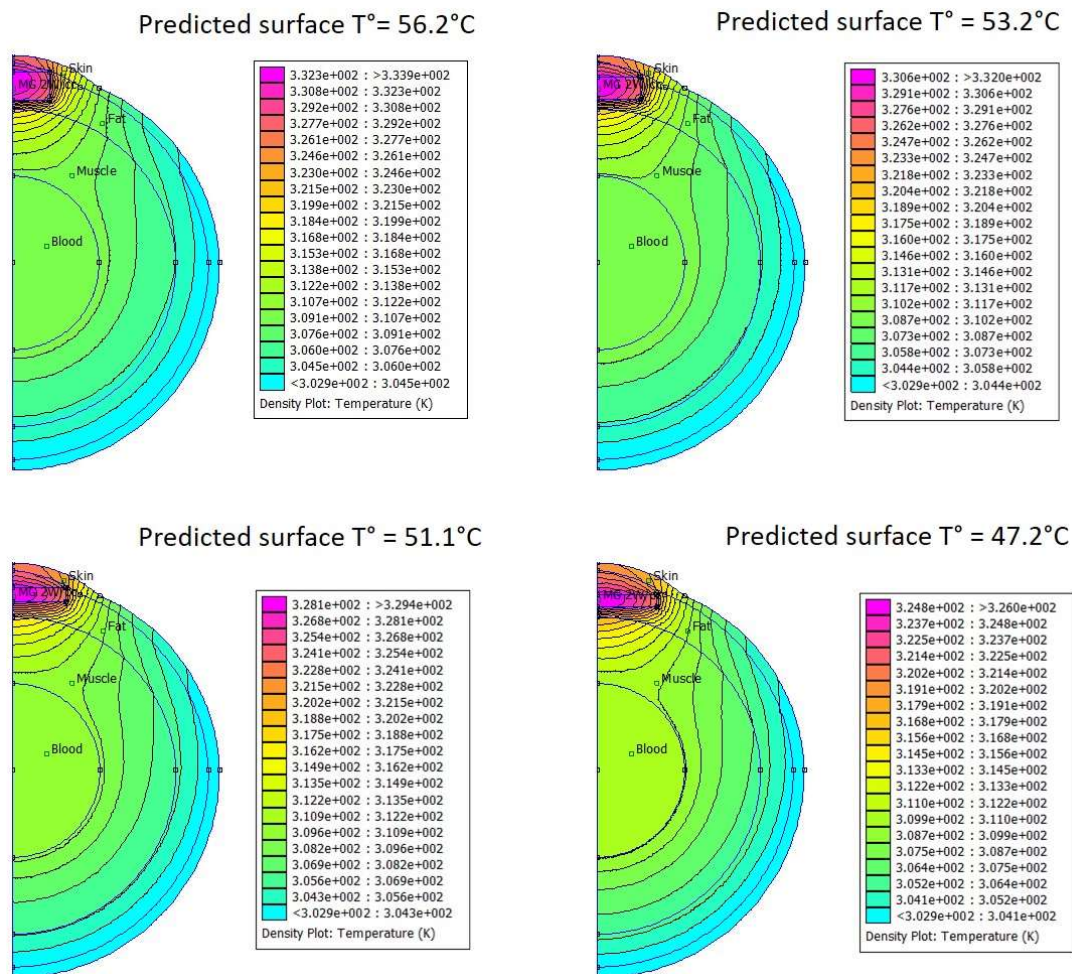 Predicted surface T° = 56.2°C
Skin
Fat
Muscle
Blood
3.323e+002 : >3.339e+002
3.308e+002 : 3.323e+002
3.292e+002 : 3.308e+002
3.277e+002 : 3.292e+002
3.261e+002 : 3.277e+002
3.246e+002 : 3.261e+002
3.230e+002 : 3.246e+002
3.215e+002 : 3.230e+002
3.199e+002 : 3.215e+002
3.184e+002 : 3.199e+002
3.168e+002 : 3.184e+002
3.153e+002 : 3.168e+002
3.138e+002 : 3.153e+002
3.122e+002 : 3.138e+002
3.107e+002 : 3.122e+002
3.091e+002 : 3.107e+002
3.076e+002 : 3.091e+002
3.060e+002 : 3.076e+002
3.045e+002 : 3.060e+002
<3.029e+002 : 3.045e+002
Density Plot: Temperature (K)
Predicted surface T° = 53.2°C
Skin
Fat
Muscle
Blood
3.306e+002 : >3.320e+002
3.291e+002 : 3.306e+002
3.276e+002 : 3.291e+002
3.262e+002 : 3.276e+002
3.247e+002 : 3.262e+002
3.233e+002 : 3.247e+002
3.218e+002 : 3.233e+002
3.204e+002 : 3.218e+002
3.189e+002 : 3.204e+002
3.175e+002 : 3.189e+002
3.160e+002 : 3.175e+002
3.146e+002 : 3.160e+002
3.131e+002 : 3.146e+002
3.117e+002 : 3.131e+002
3.102e+002 : 3.117e+002
3.087e+002 : 3.102e+002
3.073e+002 : 3.087e+002
3.058e+002 : 3.073e+002
3.044e+002 : 3.058e+002
<3.029e+002 : 3.044e+002
Density Plot: Temperature (K)
Predicted surface T° = 51.1°C
Skin
Fat
Muscle
Blood
3.281e+002 : >3.294e+002
3.268e+002 : 3.281e+002
3.254e+002 : 3.268e+002
3.241e+002 : 3.254e+002
3.228e+002 : 3.241e+002
3.215e+002 : 3.228e+002
3.202e+002 : 3.215e+002
3.188e+002 : 3.202e+002
3.175e+002 : 3.188e+002
3.162e+002 : 3.175e+002
3.149e+002 : 3.162e+002
3.135e+002 : 3.149e+002
3.122e+002 : 3.135e+002
3.109e+002 : 3.122e+002
3.096e+002 : 3.109e+002
3.082e+002 : 3.096e+002
3.069e+002 : 3.082e+002
3.056e+002 : 3.069e+002
3.043e+002 : 3.056e+002
<3.029e+002 : 3.043e+002
Density Plot: Temperature (K)
Predicted surface T° = 47.2°C
Skin
Fat
Muscle
Blood
3.248e+002 : >3.260e+002
3.237e+002 : 3.248e+002
3.225e+002 : 3.237e+002
3.214e+002 : 3.225e+002
3.202e+002 : 3.214e+002
3.191e+002 : 3.202e+002
3.179e+002 : 3.191e+002
3.168e+002 : 3.179e+002
3.156e+002 : 3.168e+002
3.145e+002 : 3.156e+002
3.133e+002 : 3.145e+002
3.122e+002 : 3.133e+002
3.110e+002 : 3.122e+002
3.099e+002 : 3.110e+002
3.087e+002 : 3.099e+002
3.075e+002 : 3.087e+002
3.064e+002 : 3.075e+002
3.052e+002 : 3.064e+002
3.041e+002 : 3.052e+002
<3.029e+002 : 3.041e+002
Density Plot: Temperature (K)